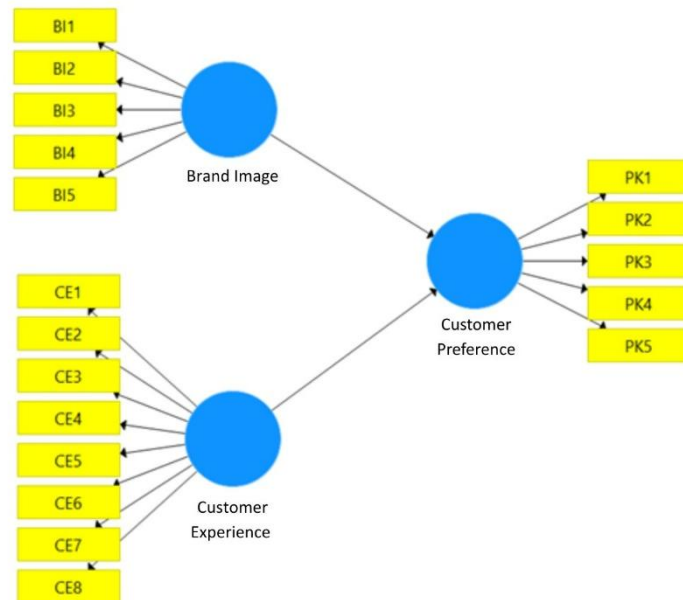 BI1
BI2
BI3
BI4
BI5
Brand Image
PK1
PK2
PK3
PK4
PK5
Customer
Preference
CE1
CE2
CE3
CE4
CE5
CE6
CE7
CE8
Customer
Experience